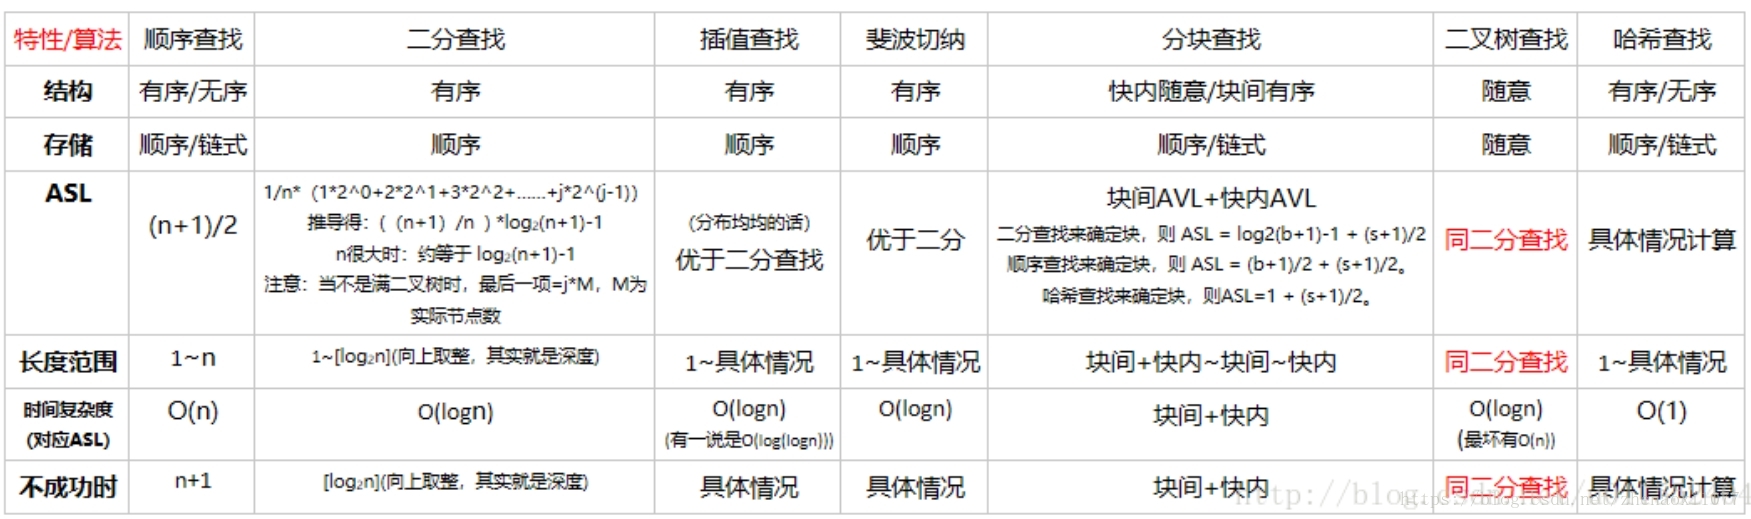 特性/算法 顺序查找 二分查找 插值查找 斐波切纳 分块查找 二叉树查找 哈希查找
结构 有序/无序 有序 有序 有序 快内随意/块间有序 随意 有序/无序
存储 顺序/链式 顺序 顺序 顺序 顺序/链式 随意 顺序/链式
ASL
(n+1)/2
1/n*（1*2^0+2*2^1+3*2^2+……+j*2^(j-1)）
推导得：(（n+1）/n ）*log₂(n+1)-1
n很大时：约等于 log₂(n+1)-1
注意：当不是满二叉树时，最后一项=j*M，M为
实际节点数
(分布均均的话)
优于二分查找
优于二分
块间AVL+快内AVL
二分查找来确定块，则 ASL = log2(b+1)-1 + (s+1)/2
顺序查找来确定块，则 ASL = (b+1)/2 + (s+1)/2。
哈希查找来确定块，则ASL=1 + (s+1)/2。
同二分查找
具体情况计算
长度范围 1~n 1~[log₂n](向上取整，其实就是深度) 1~具体情况 1~具体情况 块间+快内~块间~快内 同二分查找 1~具体情况
时间复杂度
(对应ASL)
O(n)
O(logn)
O(logn)
(有一说是O(log(logn)))
O(logn)
块间+快内
O(logn)
(最坏有O(n))
O(1)
不成功时 n+1 [log₂n](向上取整，其实就是深度) 具体情况 具体情况 块间+快内 同二分查找 具体情况计算